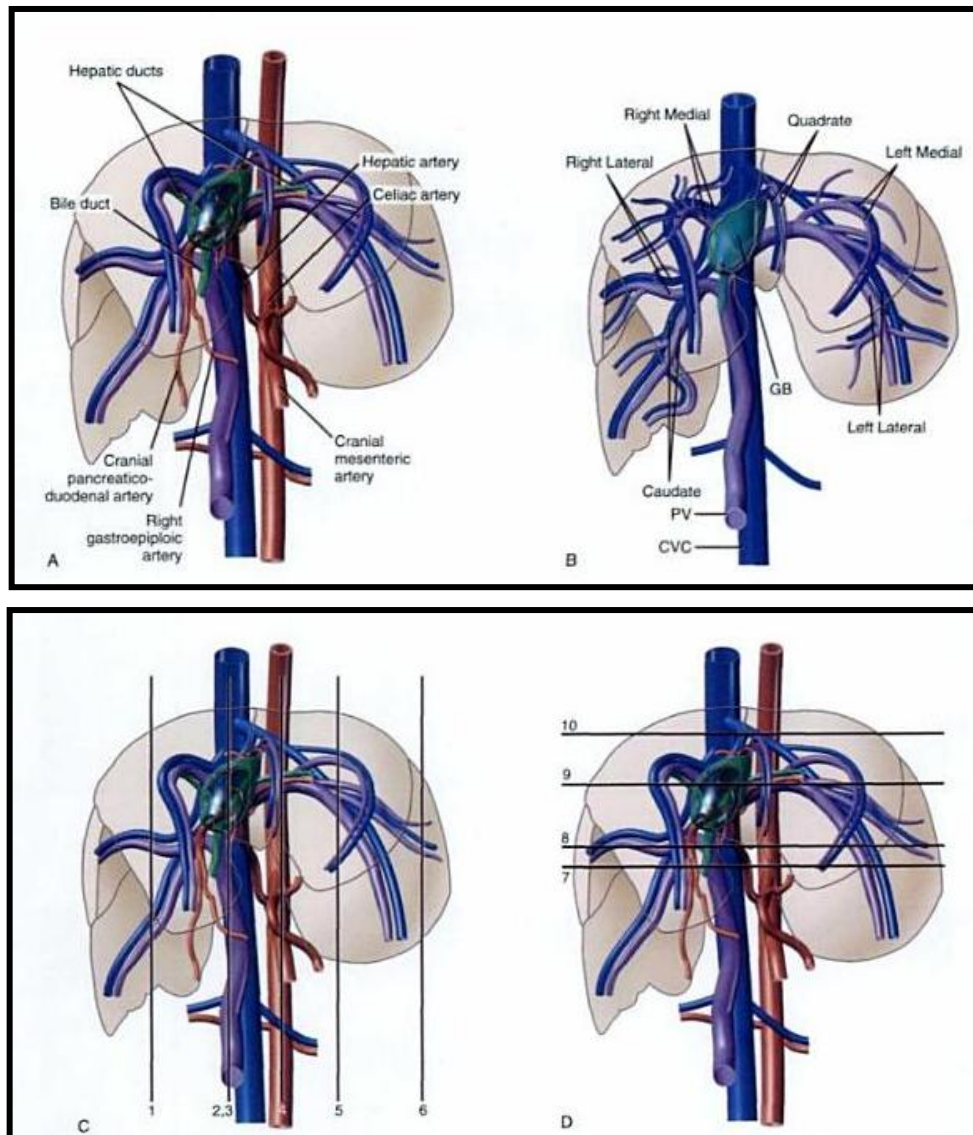 Hepatic ducts
Hepatic artery
Celiac artery
Bile duct
Cranial
mesenteric
artery
Cranial
pancreatico-
duodenal artery
Right
gastroepiploic
artery
A
Right Medial
Quadrate
Left Medial
Right Lateral
GB
Left Lateral
Caudate
PV
CVC
B
1
2,3
4
5
6
C
10
9
8
7
D